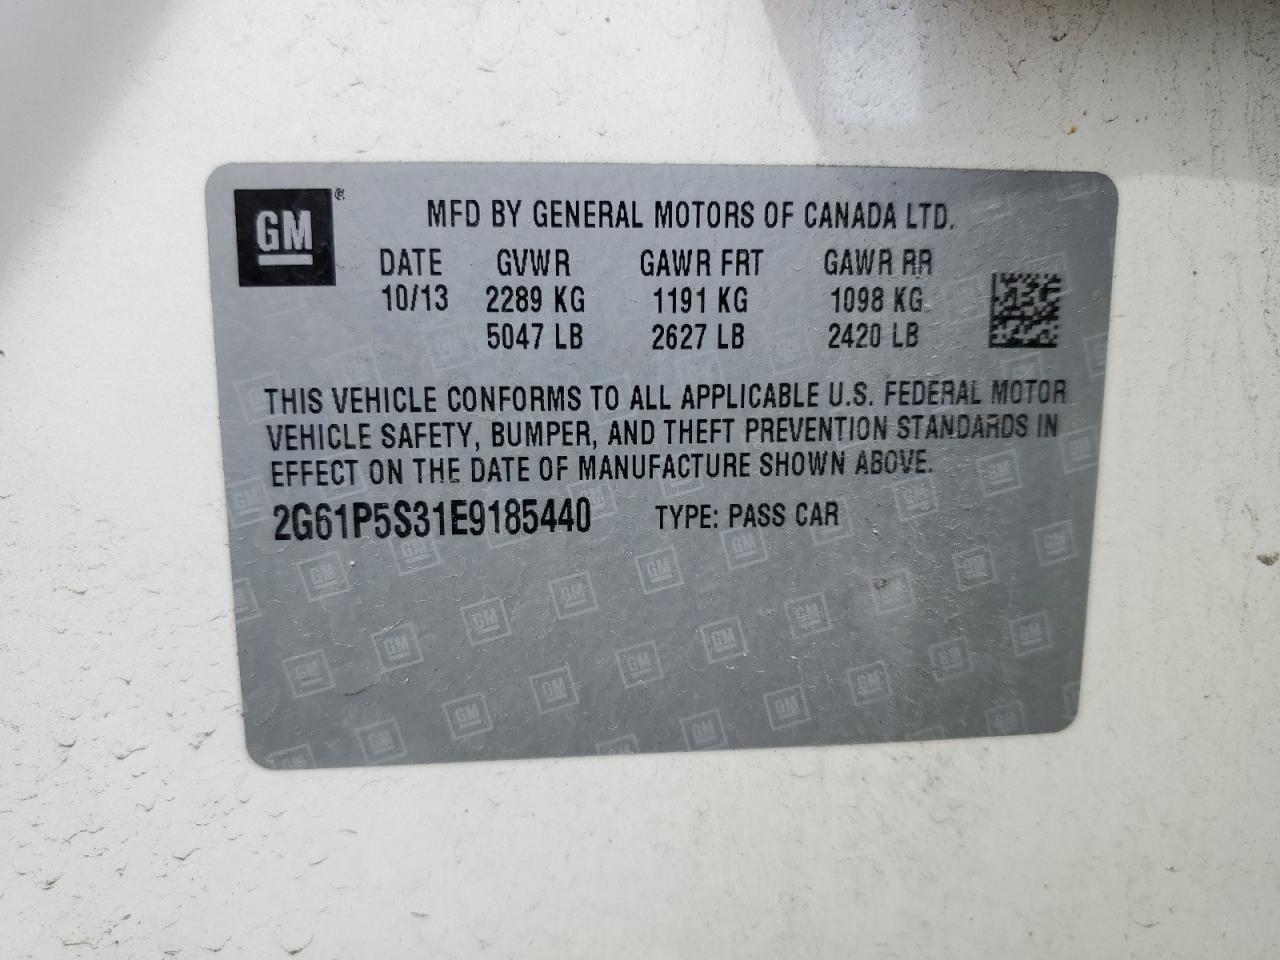 GM ®
MFD BY GENERAL MOTORS OF CANADA LTD.
DATE GVWR GAWR FRT GAWR RR
10/13 2289 KG 1191 KG 1098 KG
5047 LB 2627 LB 2420 LB
THIS VEHICLE CONFORMS TO ALL APPLICABLE U.S. FEDERAL MOTOR
VEHICLE SAFETY, BUMPER, AND THEFT PREVENTION STANDARDS IN
EFFECT ON THE DATE OF MANUFACTURE SHOWN ABOVE.
2G61P5S31E9185440 TYPE: PASS CAR